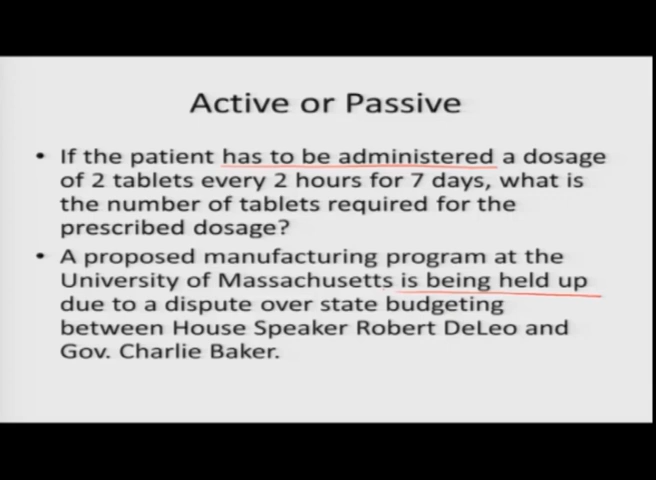 Active or Passive
• If the patient has to be administered a dosage
of 2 tablets every 2 hours for 7 days, what is
the number of tablets required for the
prescribed dosage?
• A proposed manufacturing program at the
University of Massachusetts is being held up
due to a dispute over state budgeting
between House Speaker Robert DeLeo and
Gov. Charlie Baker.